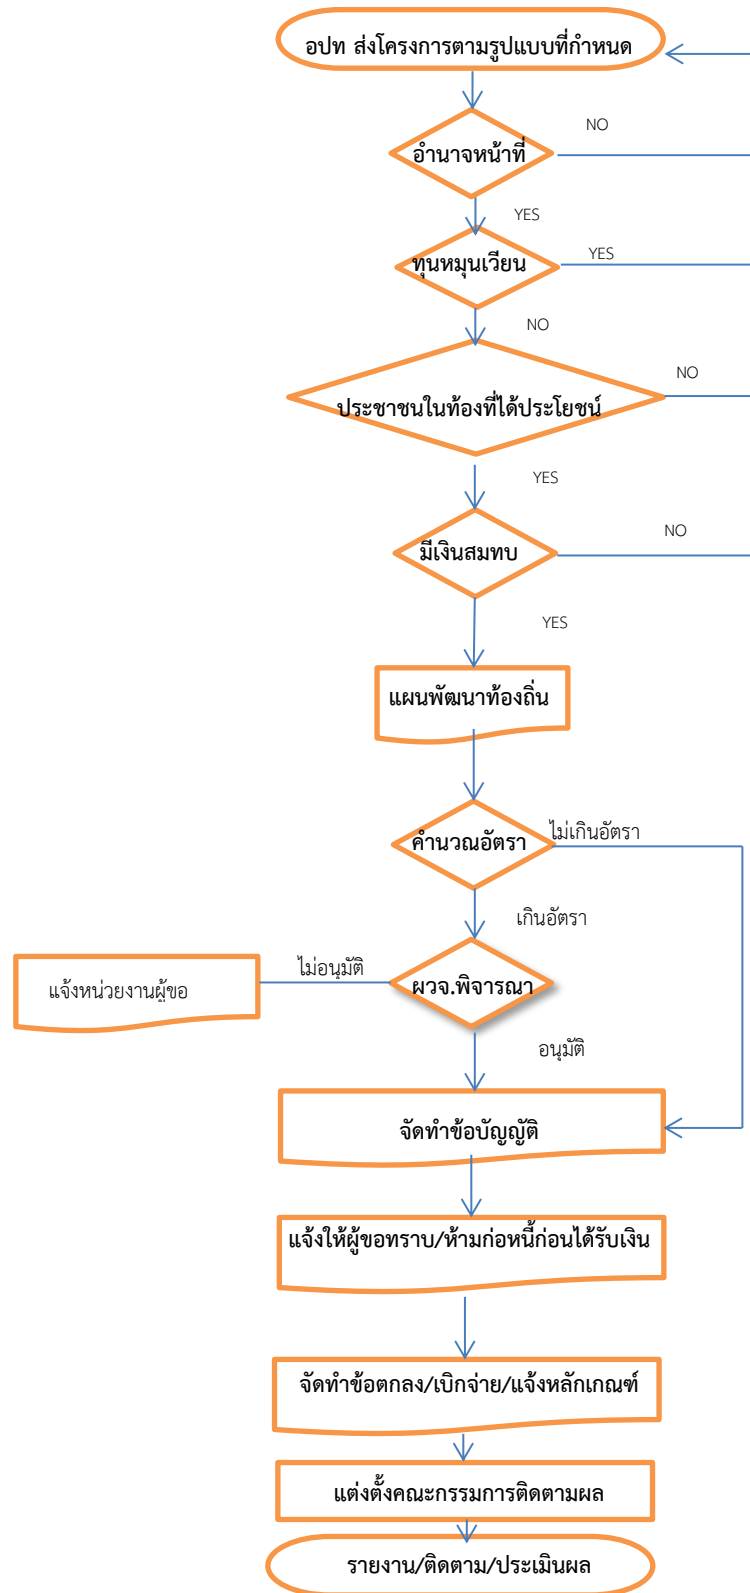 อปท ส่งโครงการตามรูปแบบที่กำหนด
NO
อำนาจหน้าที่
YES
ทุนหมุนเวียน
YES
NO
NO
ประชาชนในท้องที่ได้ประโยชน์
YES
NO
มีเงินสมทบ
YES
แผนพัฒนาท้องถิ่น
คำนวณอัตรา
ไม่เกินอัตรา
เกินอัตรา
ไม่อนุมัติ
ผวจ.พิจารณา
แจ้งหน่วยงานผู้ขอ
อนุมัติ
จัดทำข้อบัญญัติ
แจ้งให้ผู้ขอทราบ/ห้ามก่อหนี้ก่อนได้รับเงิน
จัดทำข้อตกลง/เบิกจ่าย/แจ้งหลักเกณฑ์
แต่งตั้งคณะกรรมการติดตามผล
รายงาน/ติดตาม/ประเมินผล